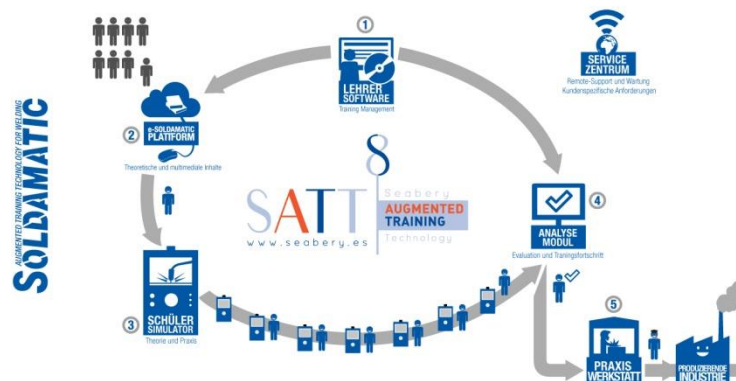 1
LEHRER
SOFTWARE
Training Management
SERVICE
ZENTRUM
Remote-Support und Wartung
Kundenspezifische Anforderungen
2
e-SOLDAMATIC
PLATTFORM
Theoretische und multimediale Inhalte
AUGMENTED TRAINING TECHNOLOGY FOR WELDING
SOLDAMATIC
SATT
Seabery
AUGMENTED
TRAINING
Technology
www.seabery.es
4
ANALYSE
MODUL
Evaluation und Traningsfortschritt
3
SCHÜLER
SIMULATOR
Theorie und Praxis
5
PRAXIS
WERKSTATT
PRODUZIERENDE
INDUSTRIE